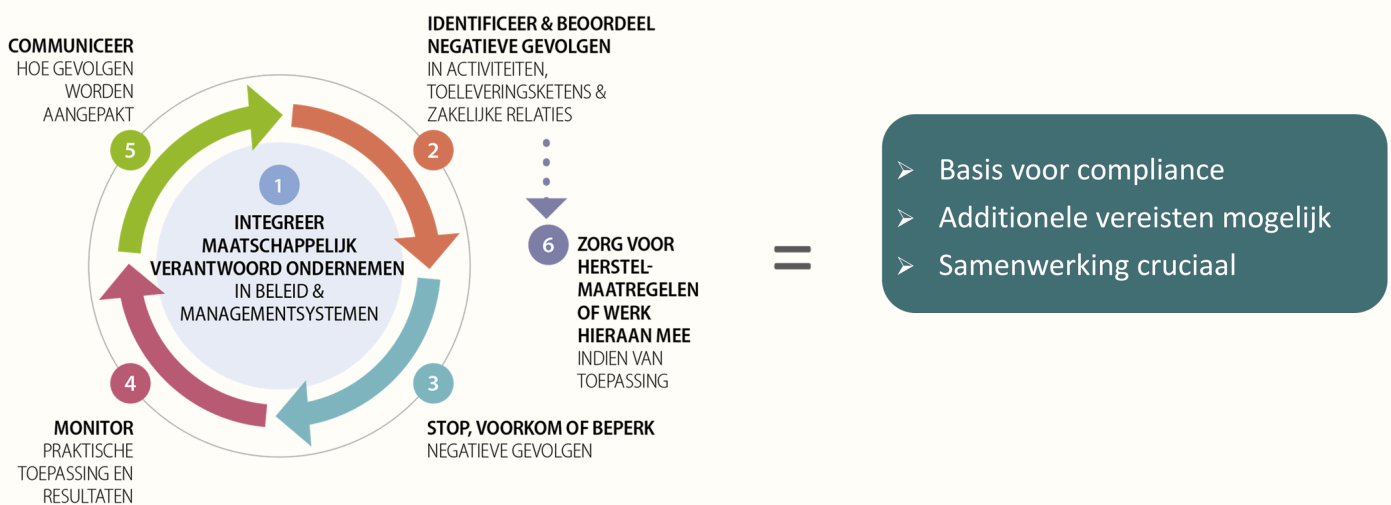 1
INTEGREER
MAATSCHAPPELIJK
VERANTWOORD ONDERNEMEN
IN BELEID &
MANAGEMENTSYSTEMEN
2
IDENTIFICEER & BEOORDEEL
NEGATIEVE GEVOLGEN
IN ACTIVITEITEN,
TOELEVERINGSKETENS &
ZAKELIJKE RELATIES
3
STOP, VOORKOM OF BEPERK
NEGATIEVE GEVOLGEN
4
MONITOR
PRAKTISCHE
TOEPASSING EN
RESULTATEN
5
COMMUNICEER
HOE GEVOLGEN
WORDEN
AANGEPAKT
6
ZORG VOOR
HERSTEL-
MAATREGELEN
OF WERK
HIERAAN MEE
INDIEN VAN
TOEPASSING
=
➢ Basis voor compliance
➢ Additionele vereisten mogelijk
➢ Samenwerking cruciaal